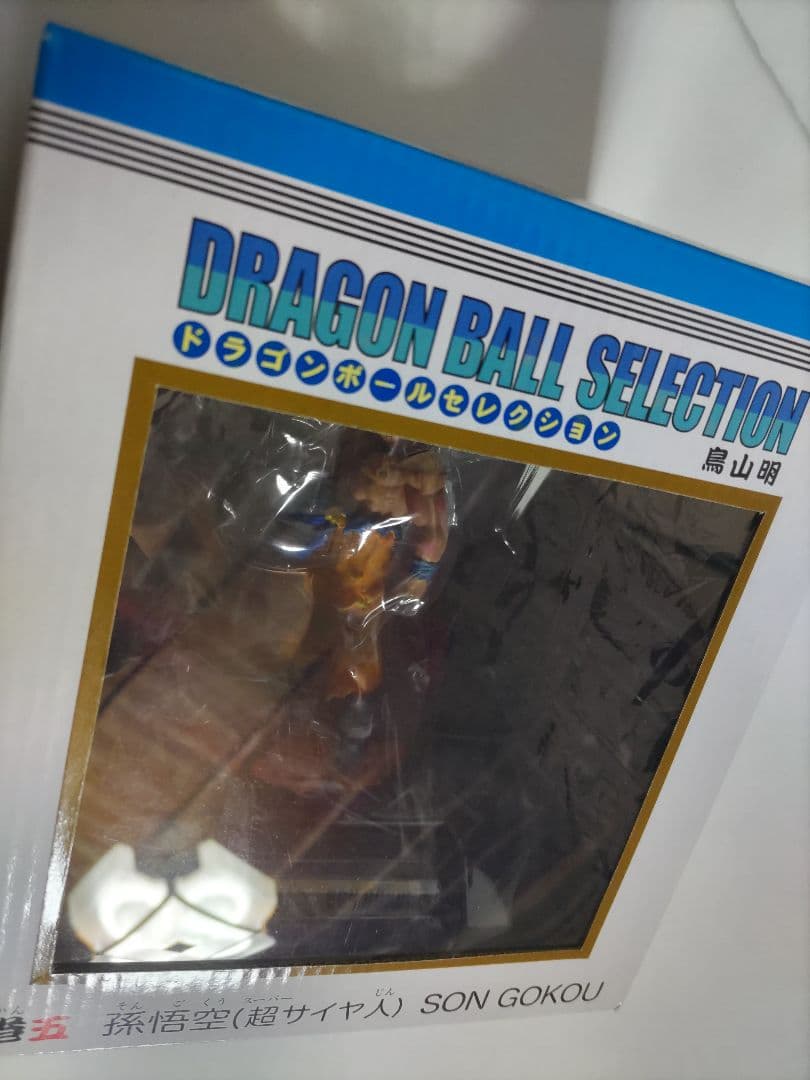 DRAGON BALL SELECTION
ドラゴンボールセレクション
鳥山明
巻五 孫悟空(超サイヤ人) SON GOKOU